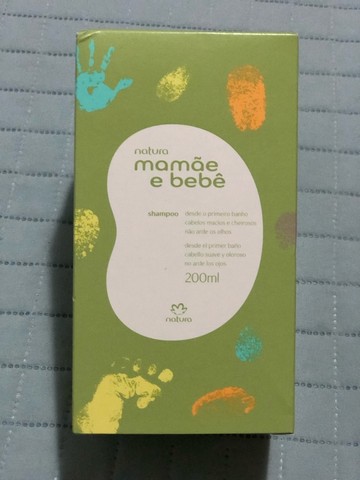 natura
mamãe
e bebê
shampoo
desde o primeiro banho
cabelos macios e cheirosos
não arde os olhos
desde el primer baño
cabello suave y oloroso
no arde los ojos
200ml
natura